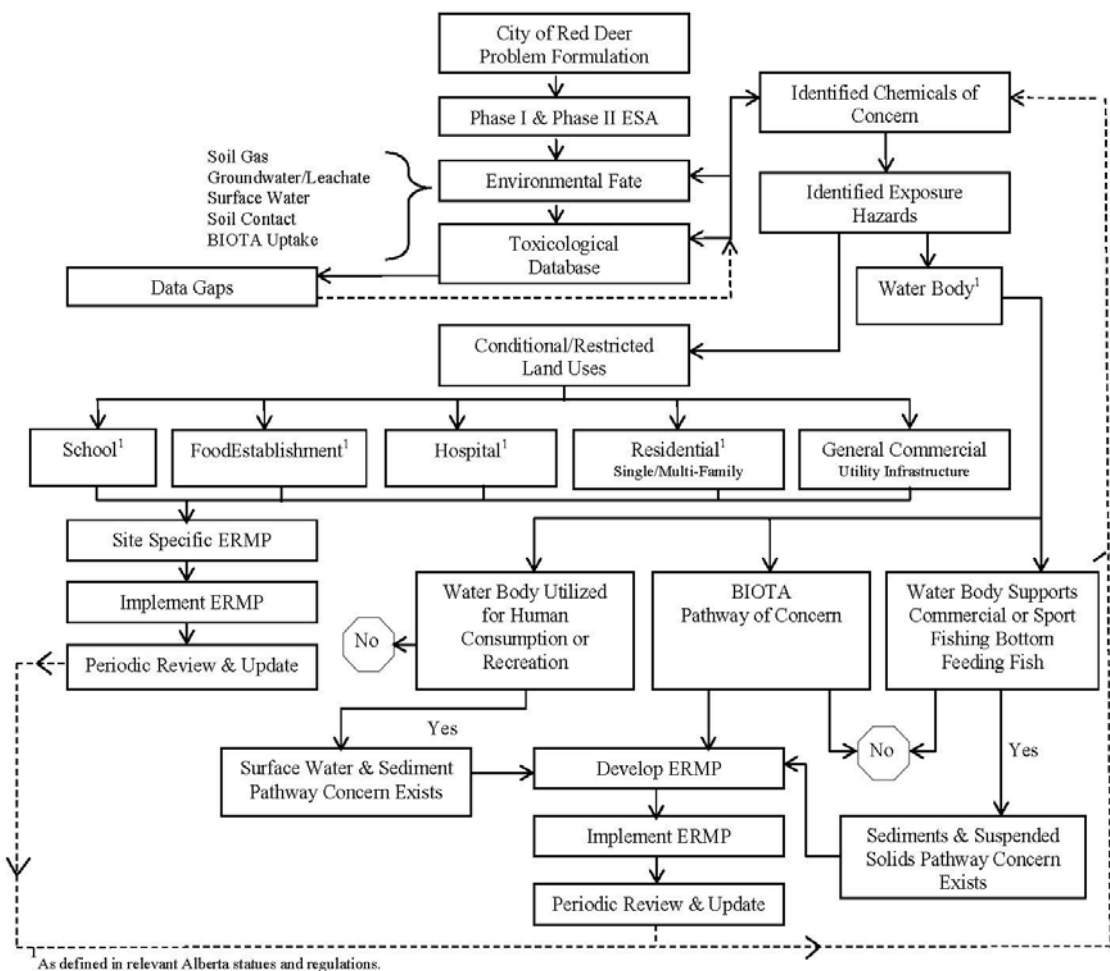 City of Red Deer
Problem Formulation
Identified Chemicals of
Concern
Phase I & Phase II ESA
Soil Gas
Groundwater/Leachate
Surface Water
Soil Contact
BIOTA Uptake
Environmental Fate
Identified Exposure
Hazards
Toxicological
Database
Data Gaps
Water Body1
Conditional/Restricted
Land Uses
School1
FoodEstablishment1
Hospital1
Residential1
Single/Multi-Family
General Commercial
Utility Infrastructure
Site Specific ERMP
Implement ERMP
Periodic Review & Update
No
Water Body Utilized
for Human
Consumption or
Recreation
BIOTA
Pathway of Concern
Water Body Supports
Commercial or Sport
Fishing Bottom
Feeding Fish
Yes
No
Yes
Surface Water & Sediment
Pathway Concern Exists
Develop ERMP
Implement ERMP
Sediments & Suspended
Solids Pathway Concern
Exists
Periodic Review & Update
1As defined in relevant Alberta statues and regulations.